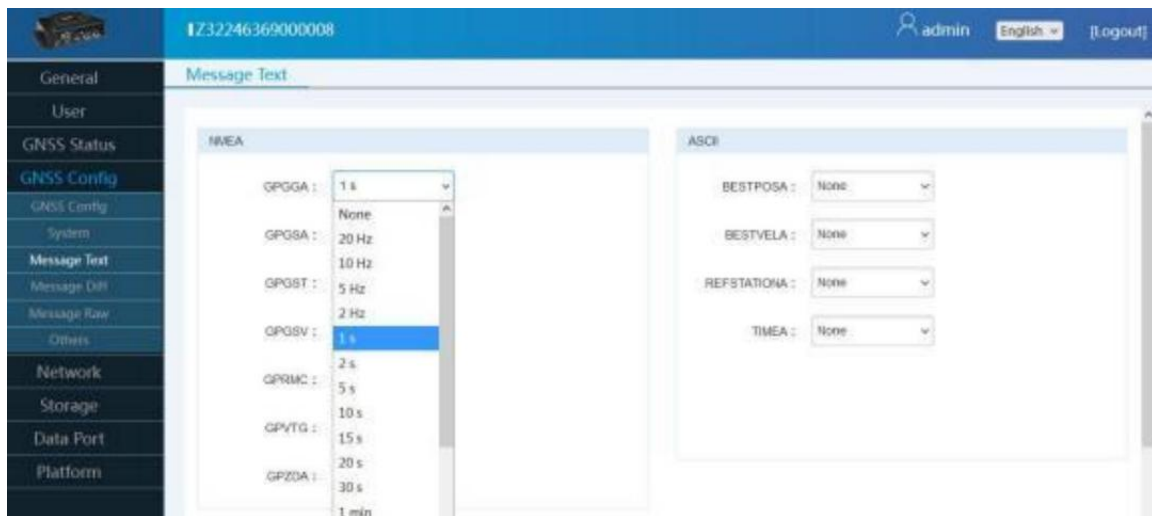 IZ32246369000008
admin
English
[Logout]
General
User
GNSS Status
GNSS Config
GNSS Config
System
Message Text
Message Diff
Message Raw
Others
Network
Storage
Data Port
Platform
Message Text
NMEA
GPGGA : 1 s
None
GPGSA : 20 Hz
10 Hz
GPGST : 5 Hz
2 Hz
GPGSV : 1 s
2 s
GPRMC : 5 s
10 s
GPVTG : 15 s
20 s
GPZDA : 30 s
1 min
ASCII
BESTPOSA : None
BESTVELA : None
REFSTATIONA : None
TIMEA : None